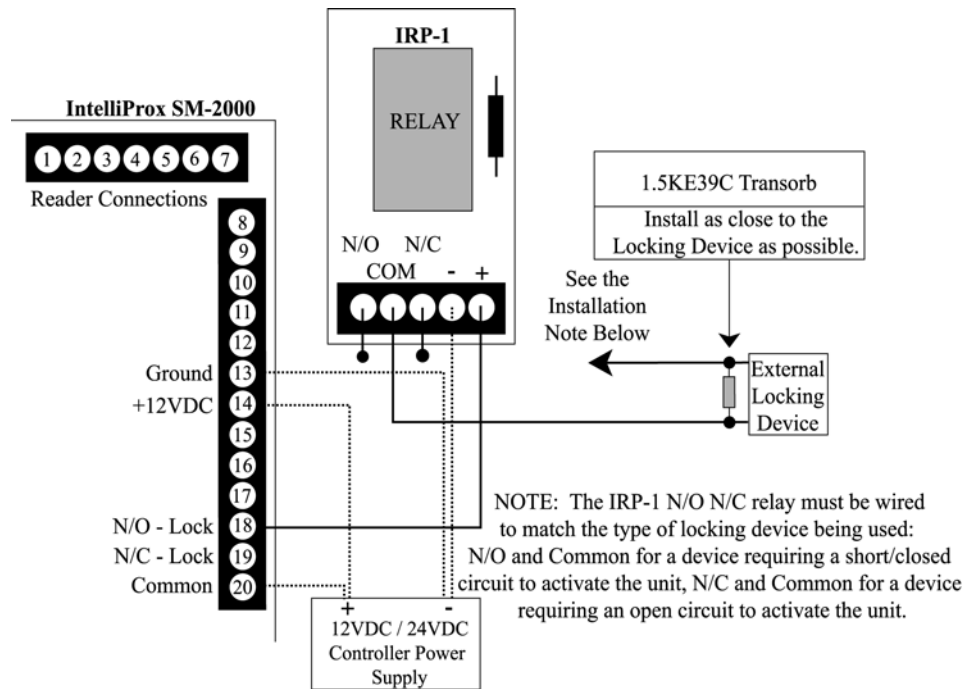 IRP-1
RELAY
N/O N/C
COM - +
IntelliProx SM-2000
1 2 3 4 5 6 7
Reader Connections
8
9
10
11
12
Ground 13
+12VDC 14
15
16
17
N/O - Lock 18
N/C - Lock 19
Common 20
1.5KE39C Transorb
Install as close to the
Locking Device as possible.
See the
Installation
Note Below
External
Locking
Device
NOTE: The IRP-1 N/O N/C relay must be wired
to match the type of locking device being used:
N/O and Common for a device requiring a short/closed
circuit to activate the unit, N/C and Common for a device
requiring an open circuit to activate the unit.
+ -
12VDC / 24VDC
Controller Power
Supply